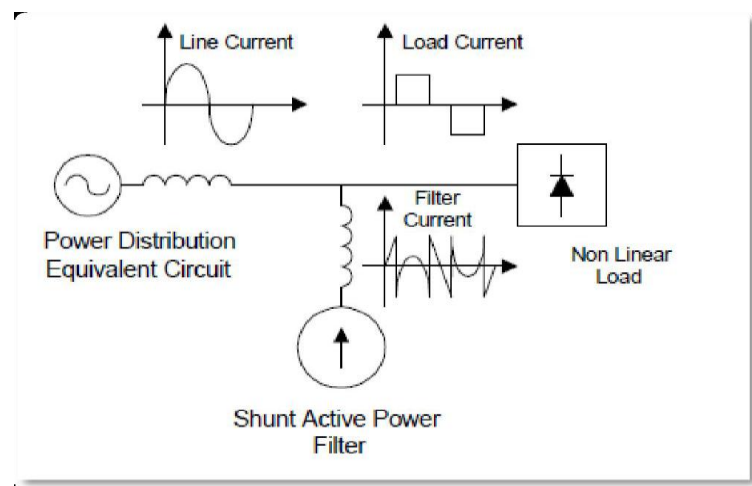 Line Current
Load Current
Filter
Current
Power Distribution
Equivalent Circuit
Non Linear
Load
Shunt Active Power
Filter